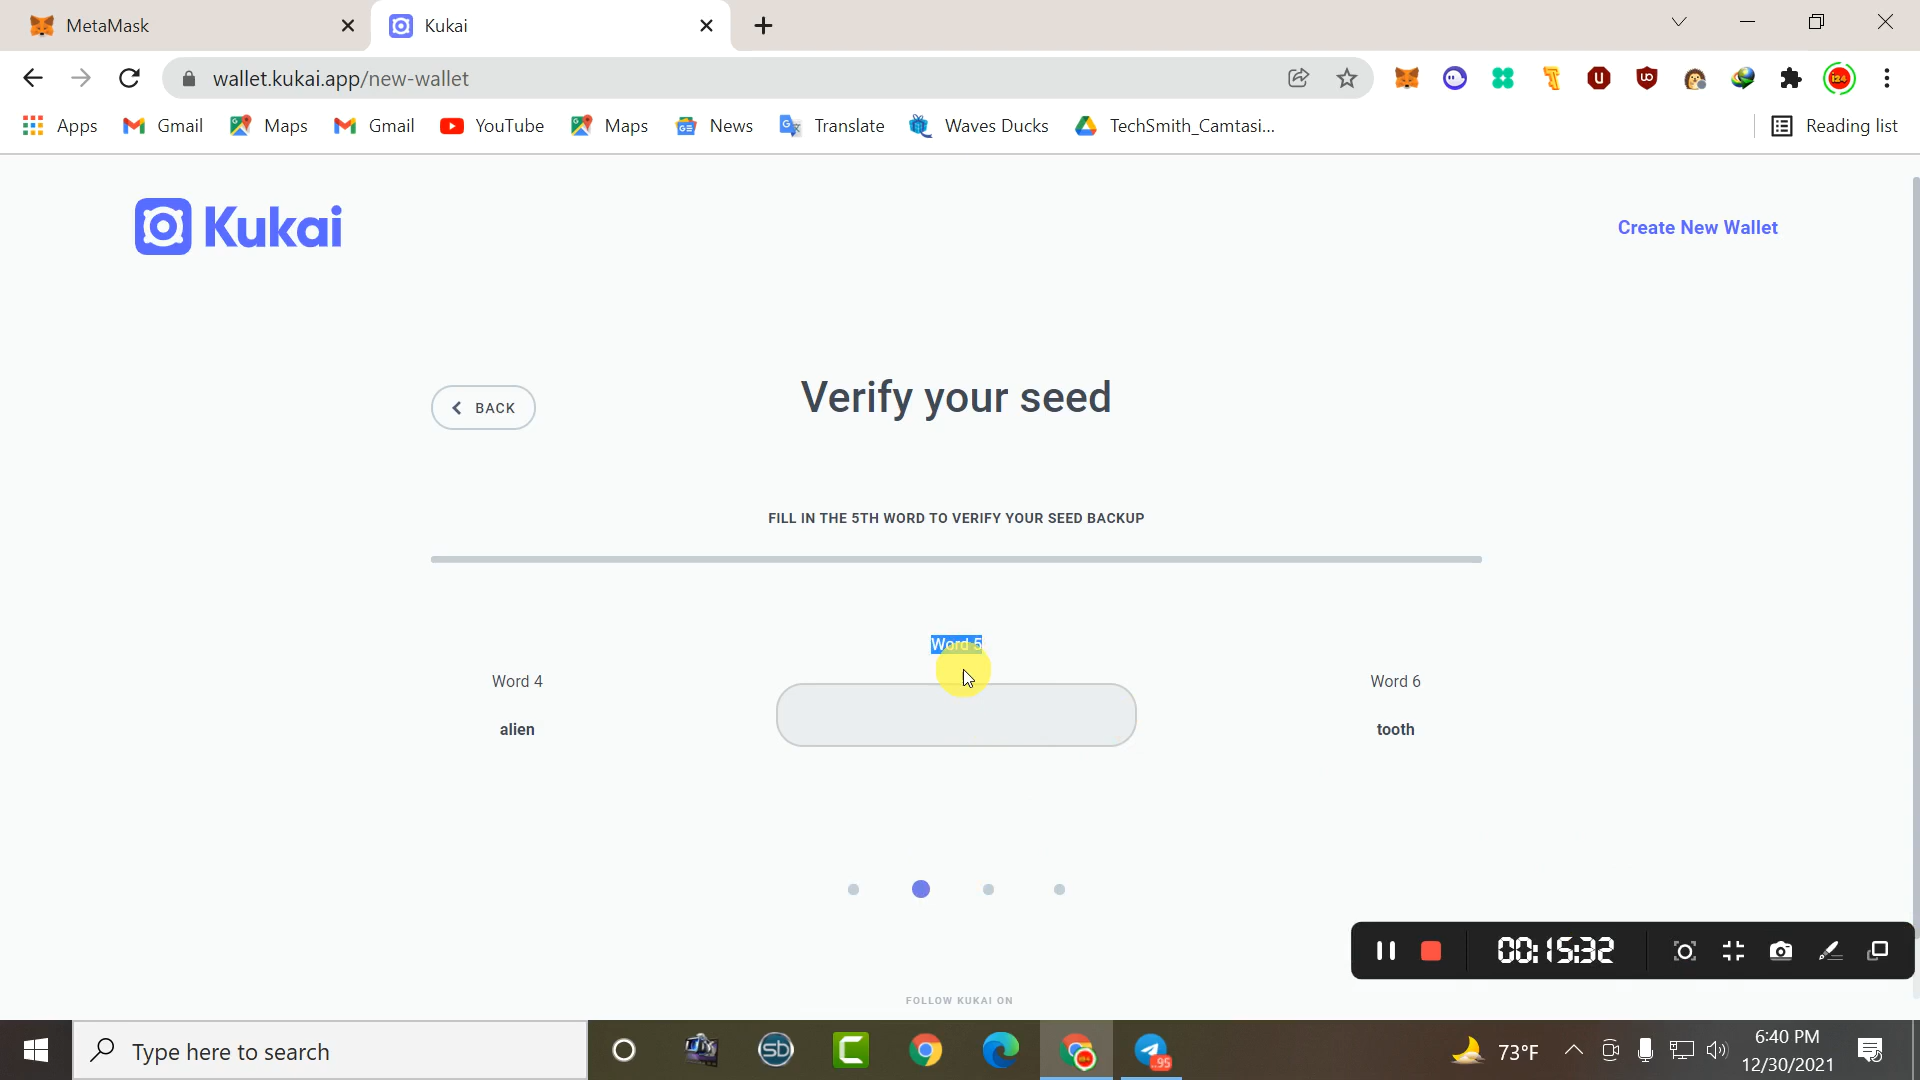 MetaMask
Kukai
wallet.kukai.app/new-wallet
Apps
Gmail
Maps
Gmail
YouTube
Maps
News
Translate
Waves Ducks
TechSmith_Camtasi...
Reading list
Kukai
Create New Wallet
BACK
Verify your seed
FILL IN THE 5TH WORD TO VERIFY YOUR SEED BACKUP
Word 5
Word 4
Word 6
alien
tooth
00:15:32
FOLLOW KUKAI ON
Type here to search
73°F
6:40 PM
12/30/2021